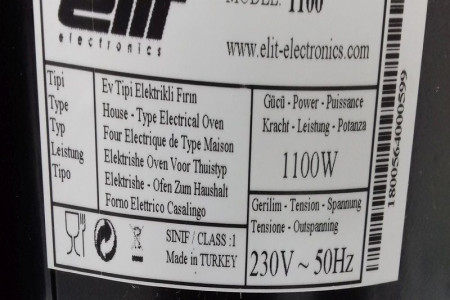 elit
electronics
MODEL: 1100
www.elit-electronics.com
Tipi
Type
Typ
Leistung
Tipo
Ev Tipi Elektrikli Fırın
House - Type Electrical Oven
Four Electrique de Type Maison
Elektrishe Oven Voor Thuistyp
Elektrishe - Ofen Zum Haushalt
Forno Elettrico Casalingo
Gücü - Power - Puissance
Kracht - Leistung - Potanza
1100W
Gerilim - Tension - Spannung
Tensione - Outspanning
230V ~ 50Hz
SINIF / CLASS :1
Made in TURKEY
1800564000599